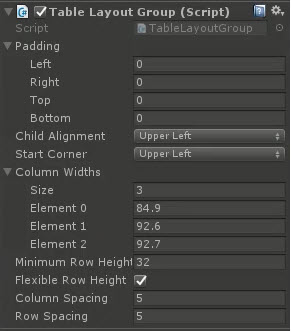 Table Layout Group (Script)
Script TableLayoutGroup
Padding
Left 0
Right 0
Top 0
Bottom 0
Child Alignment Upper Left
Start Corner Upper Left
Column Widths
Size 3
Element 0 84.9
Element 1 92.6
Element 2 92.7
Minimum Row Height 32
Flexible Row Height
Column Spacing 5
Row Spacing 5